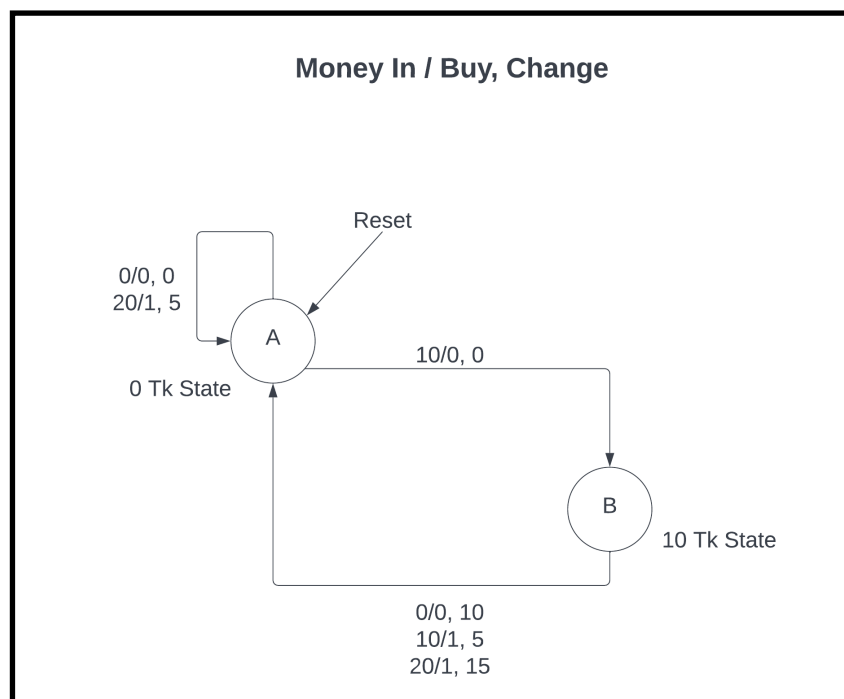 Money In / Buy, Change
Reset
0/0, 0
20/1, 5
A
10/0, 0
0 Tk State
B
10 Tk State
0/0, 10
10/1, 5
20/1, 15